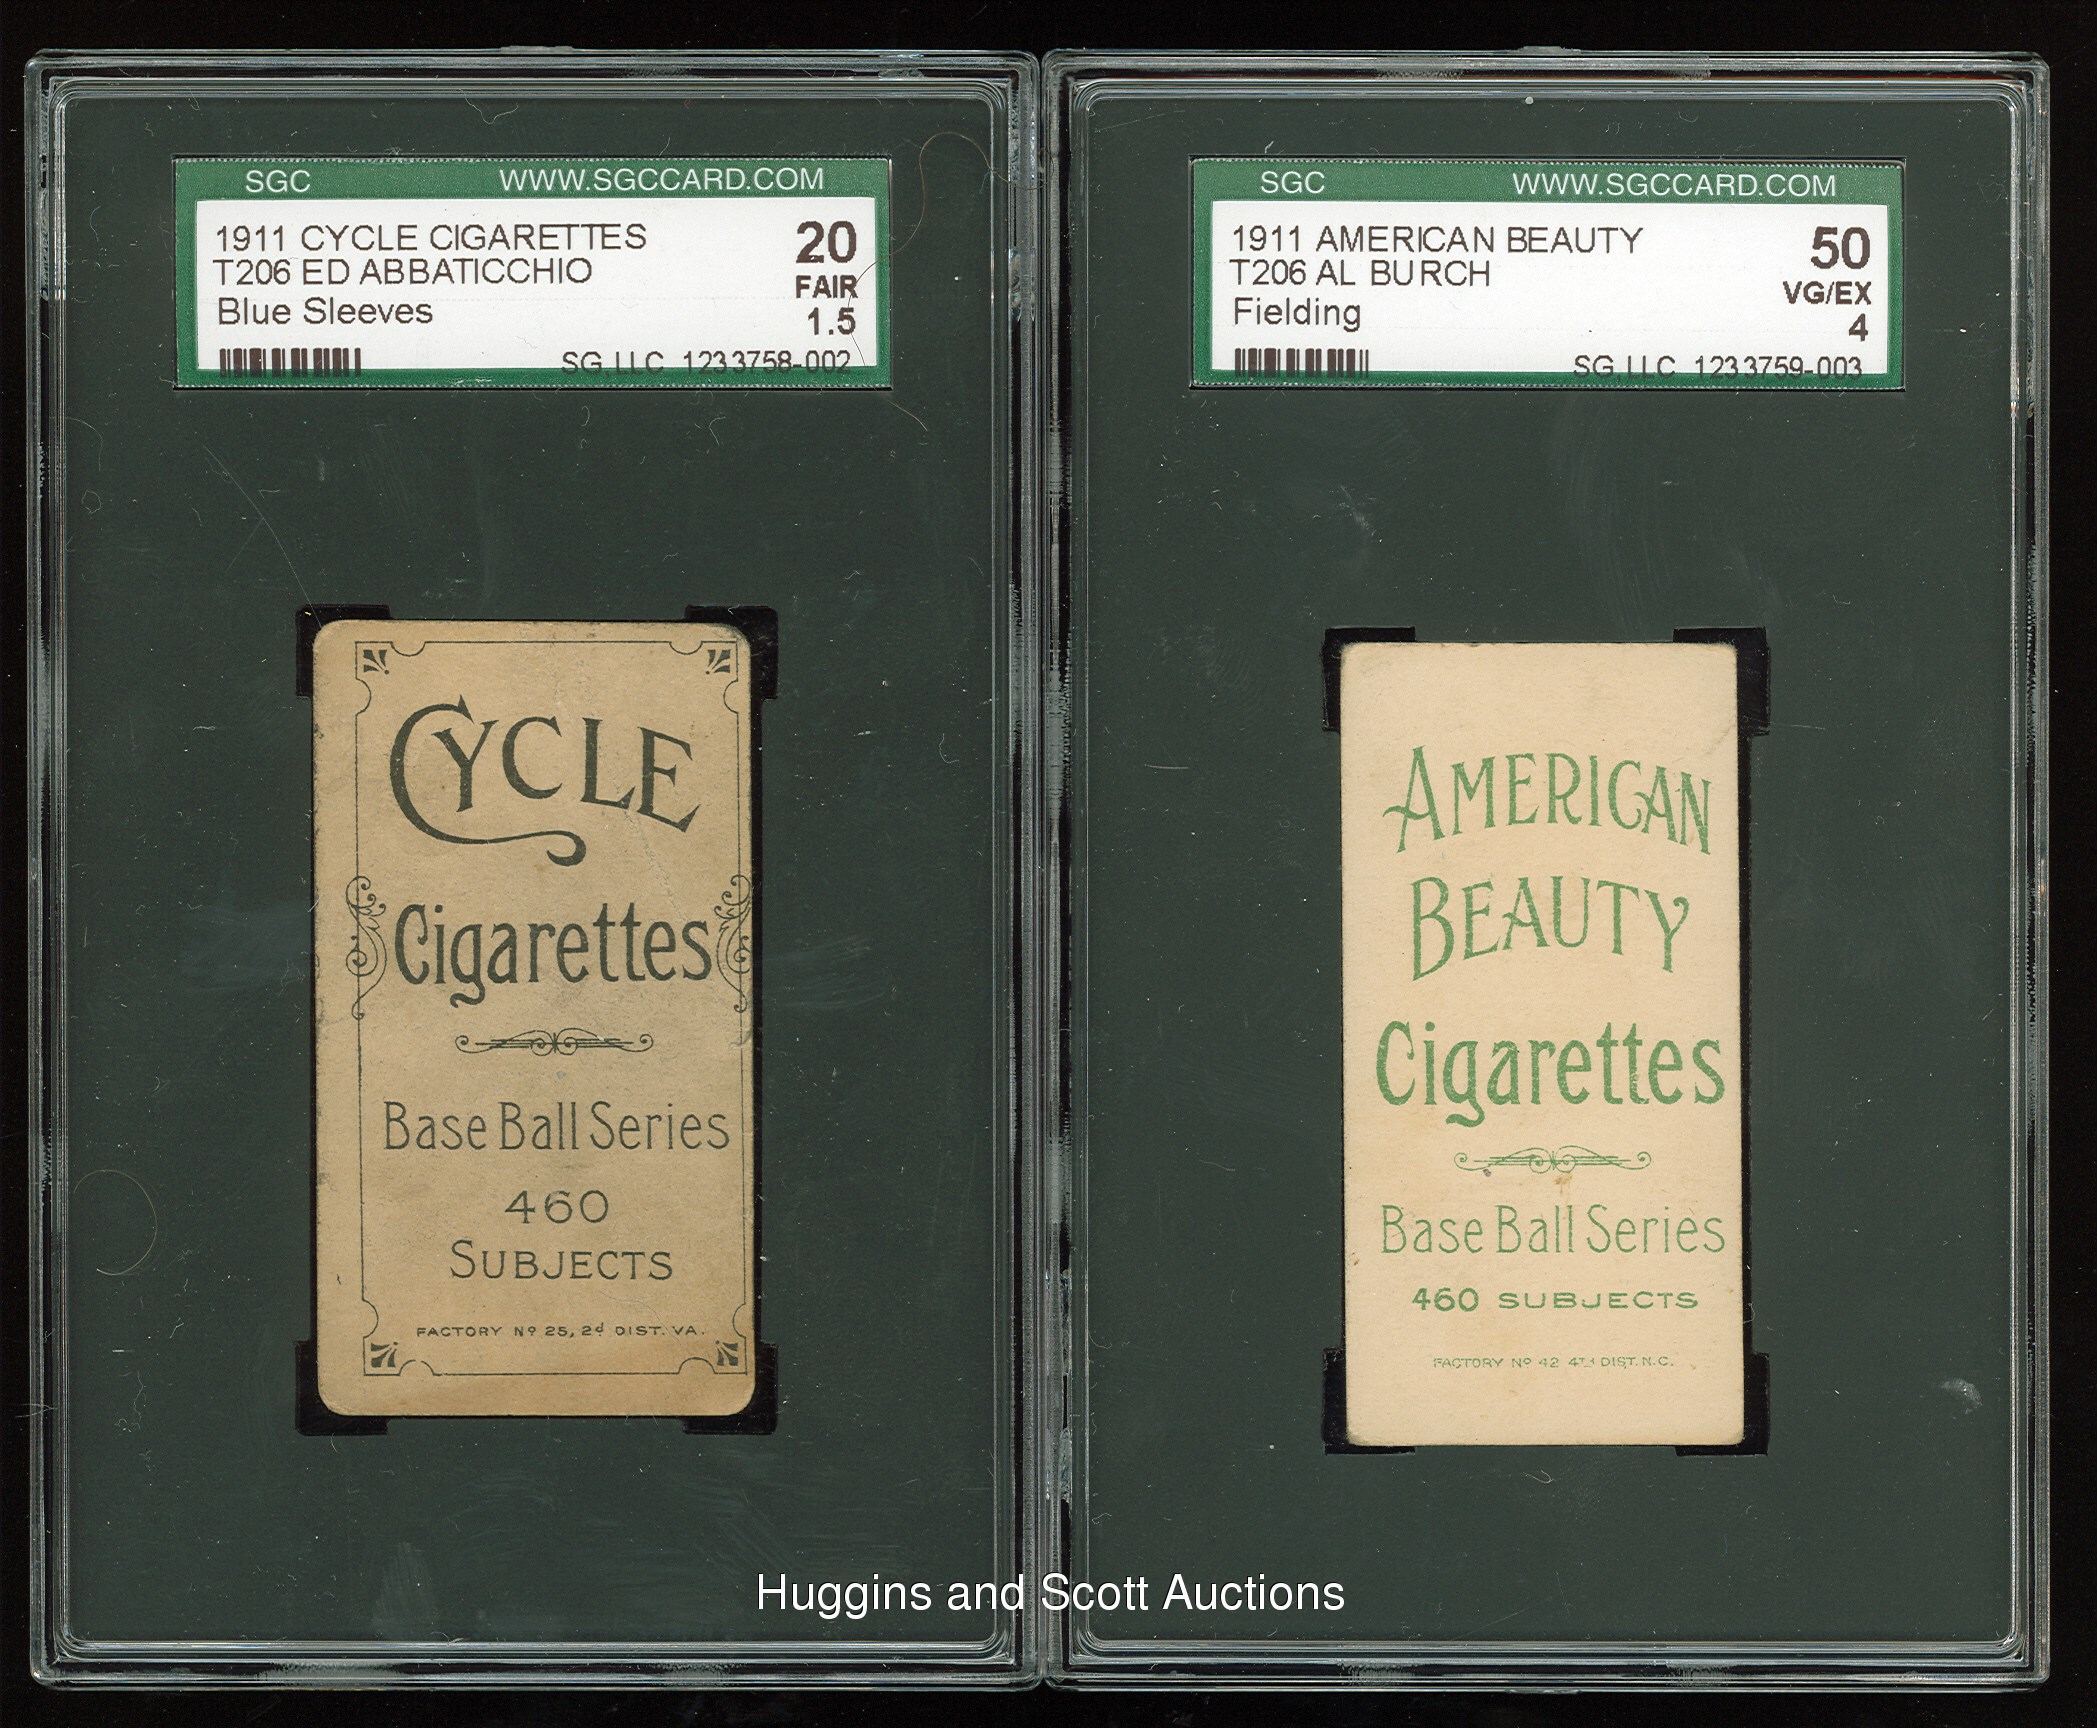 SGC WWW.SGCCARD.COM
1911 CYCLE CIGARETTES 20
T206 ED ABBATICCHIO FAIR
Blue Sleeves 1.5
SG,LLC 1233758-002
CYCLE
Cigarettes
Base Ball Series
460
SUBJECTS
FACTORY Nº 25, 2d DIST. VA.
SGC WWW.SGCCARD.COM
1911 AMERICAN BEAUTY 50
T206 AL BURCH VG/EX
Fielding 4
SG,LLC 1233759-003
AMERICAN
BEAUTY
Cigarettes
Base Ball Series
460 SUBJECTS
FACTORY Nº 42 4TH DIST. N.C.
Huggins and Scott Auctions